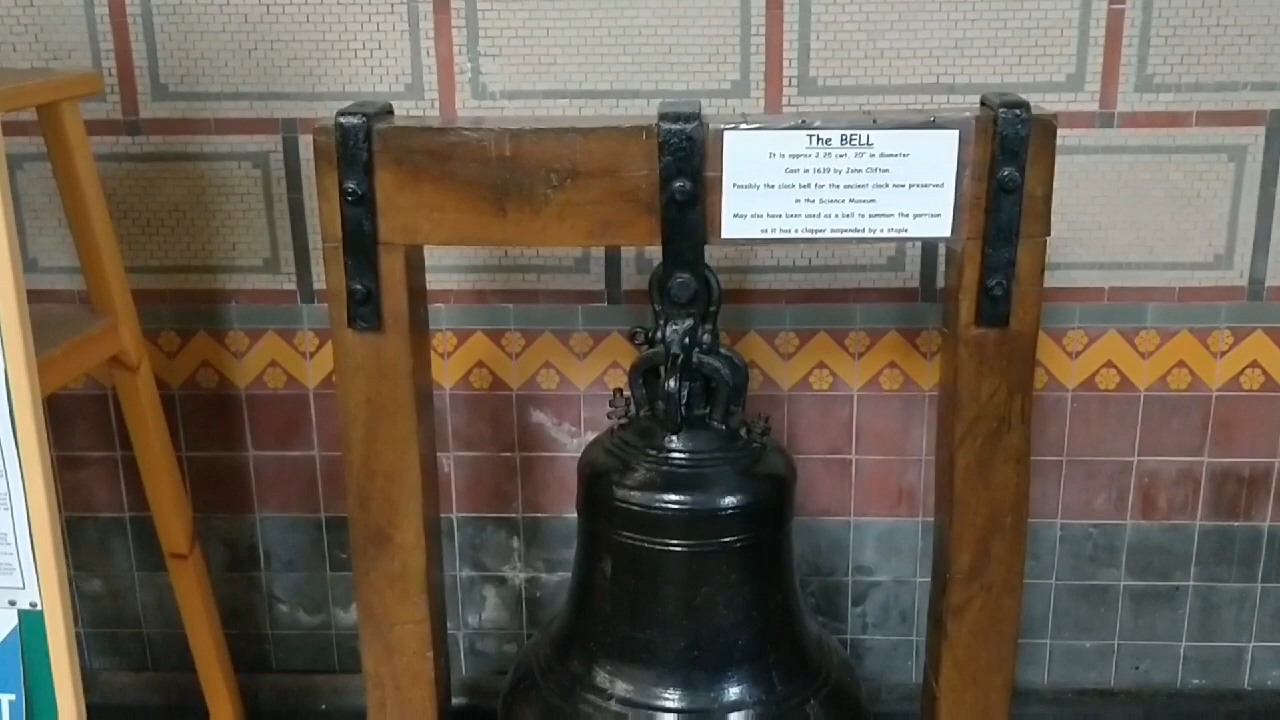 The BELL
It is approx 2.25 cwt, 20" in diameter
Cast in 1639 by John Clifton.
Possibly the clock bell for the ancient clock now preserved
in the Science Museum.
May also have been used as a bell to summon the garrison
as it has a clapper suspended by a staple.